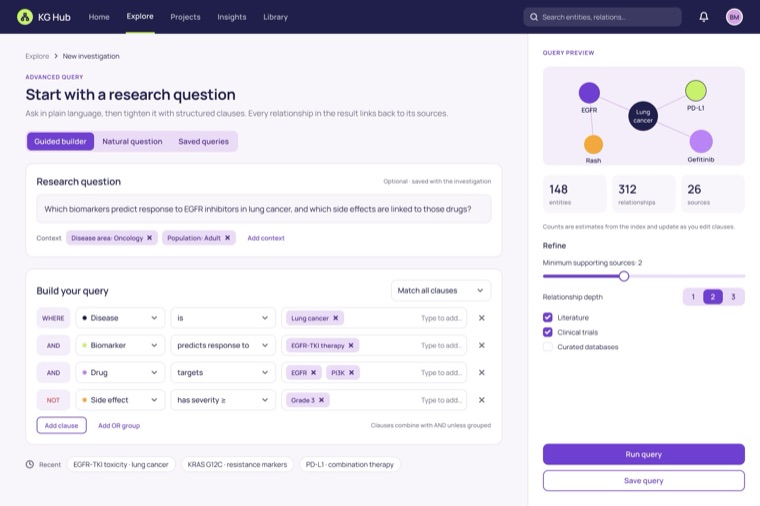 KG Hub
Home
Explore
Projects
Insights
Library
Search entities, relations...
BM
Explore > New investigation
ADVANCED QUERY
Start with a research question
Ask in plain language, then tighten it with structured clauses. Every relationship in the result links back to its sources.
Guided builder
Natural question
Saved queries
Research question
Optional · saved with the investigation
Which biomarkers predict response to EGFR inhibitors in lung cancer, and which side effects are linked to those drugs?
Context
Disease area: Oncology ×
Population: Adult ×
Add context
Build your query
Match all clauses
WHERE Disease is Lung cancer × Type to add... ×
AND Biomarker predicts response to EGFR-TKI therapy × Type to add... ×
AND Drug targets EGFR × PI3K × Type to add... ×
NOT Side effect has severity ≥ Grade 3 × Type to add... ×
Add clause
Add OR group
Clauses combine with AND unless grouped
Recent
EGFR-TKI toxicity · lung cancer
KRAS G12C · resistance markers
PD-L1 · combination therapy
QUERY PREVIEW
EGFR
Lung
cancer
PD-L1
Rash
Gefitinib
148
entities
312
relationships
26
sources
Counts are estimates from the index and update as you edit clauses.
Refine
Minimum supporting sources: 2
Relationship depth
1 2 3
Literature
Clinical trials
Curated databases
Run query
Save query